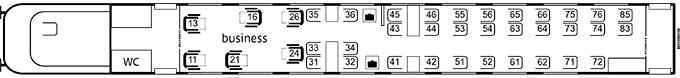 16 26 35 36 45 46 55 56 65 66 75 76 85
13 43 44 53 54 63 64 73 74 83
business
33 34
24
WC 11 21 31 32 41 42 51 52 61 62 71 72